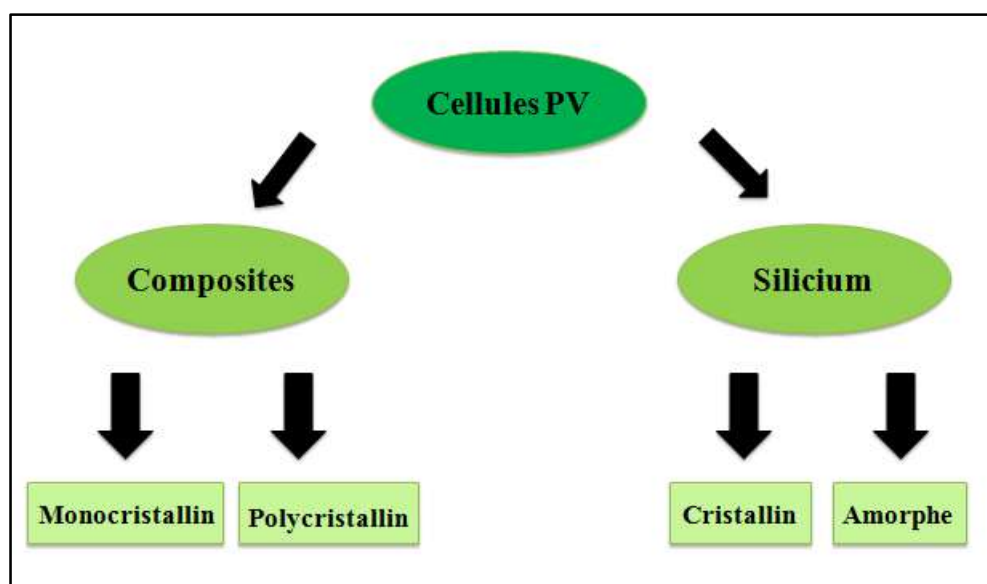 Cellules PV
Composites
Silicium
Monocristallin
Polycristallin
Cristallin
Amorphe